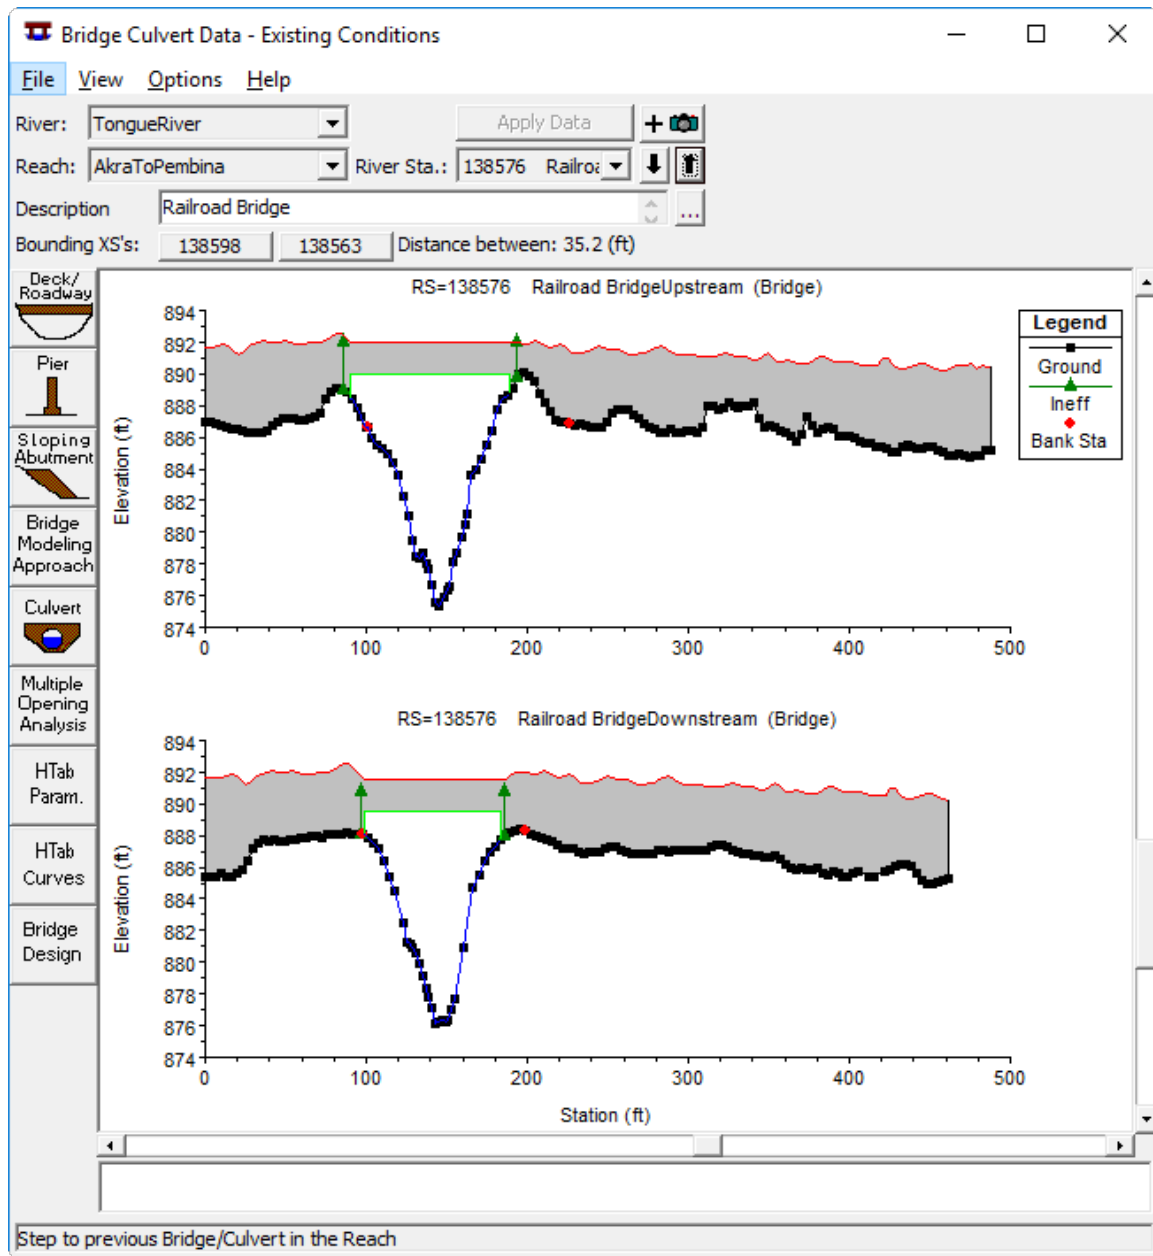 Bridge Culvert Data - Existing Conditions
File View Options Help
River: TongueRiver Apply Data +
Reach: AkraToPembina River Sta.: 138576 Railroa
Description Railroad Bridge ...
Bounding XS's: 138598 138563 Distance between: 35.2 (ft)
Deck/
Roadway
Pier
Sloping
Abutment
Bridge
Modeling
Approach
Culvert
Multiple
Opening
Analysis
HTab
Param.
HTab
Curves
Bridge
Design
RS=138576 Railroad BridgeUpstream (Bridge)
Elevation (ft)
894
892
890
888
886
884
882
880
878
876
874
0 100 200 300 400 500
Legend
Ground
Ineff
Bank Sta
RS=138576 Railroad BridgeDownstream (Bridge)
Elevation (ft)
894
892
890
888
886
884
882
880
878
876
874
0 100 200 300 400 500
Station (ft)
Step to previous Bridge/Culvert in the Reach